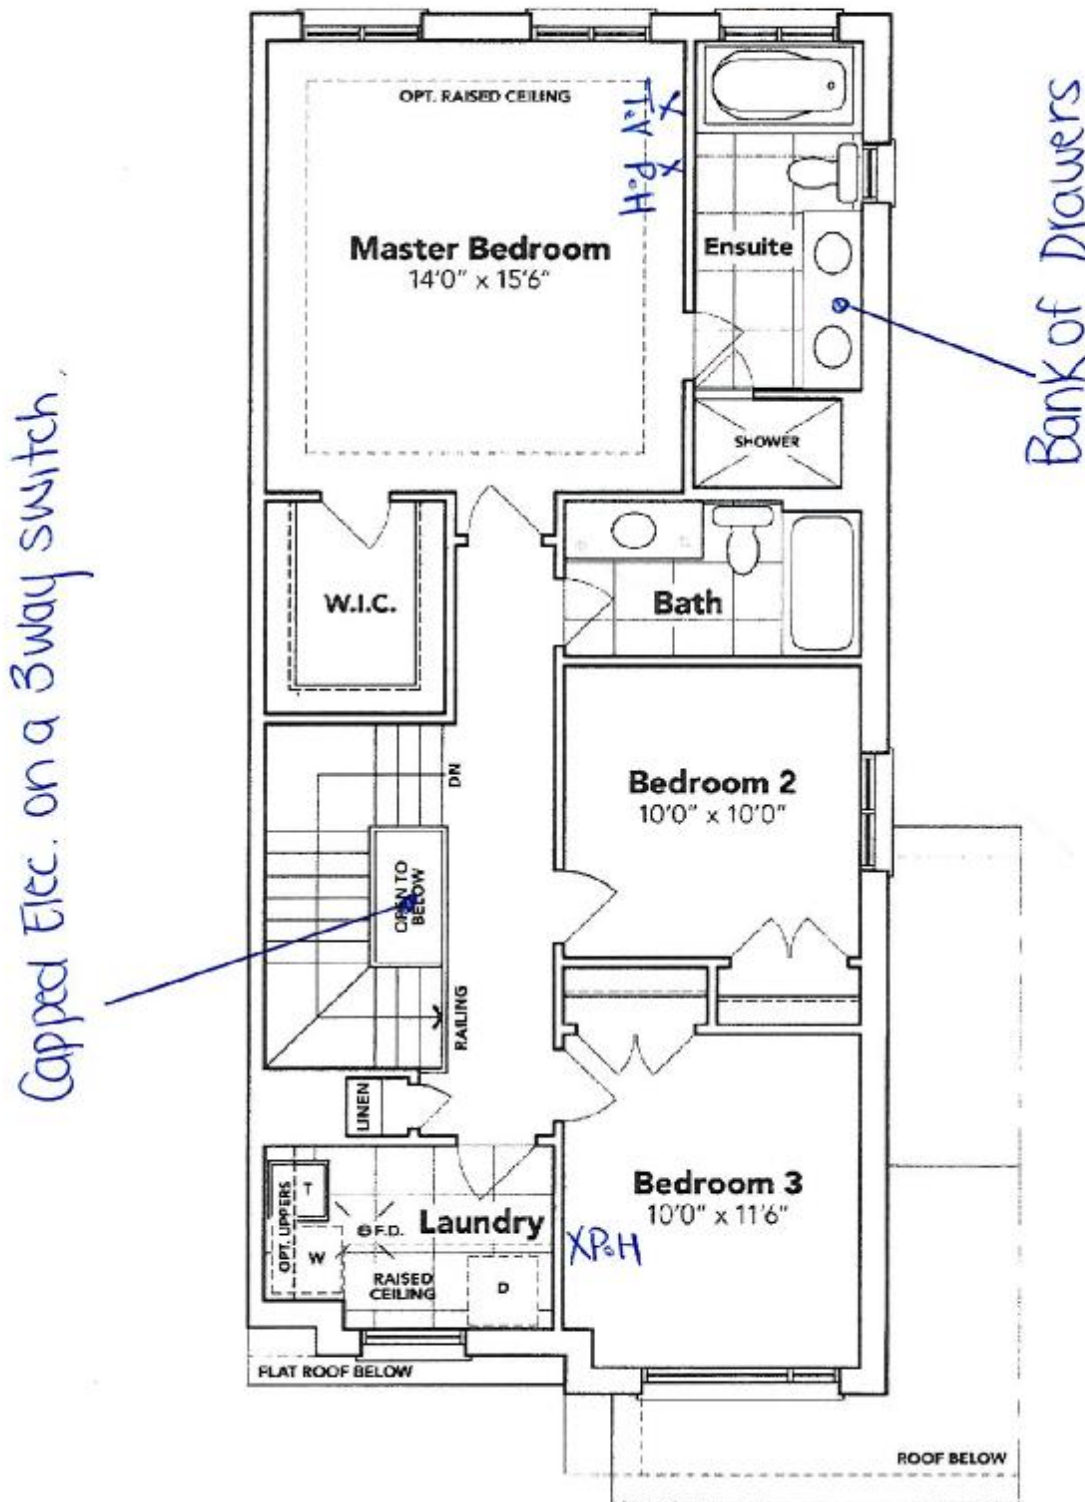 OPT. RAISED CEILING
T.V
P.H
Master Bedroom
14'0" x 15'6"
Ensuite
Bank of Drawers
SHOWER
Capped Elec. on a 3way switch.
W.I.C.
Bath
Bedroom 2
10'0" x 10'0"
DN
OPEN TO
BELOW
RAILING
LINEN
Bedroom 3
10'0" x 11'6"
OPT. UPPERS
T
F.D.
Laundry
W
XP.H
RAISED
CEILING
D
FLAT ROOF BELOW
ROOF BELOW